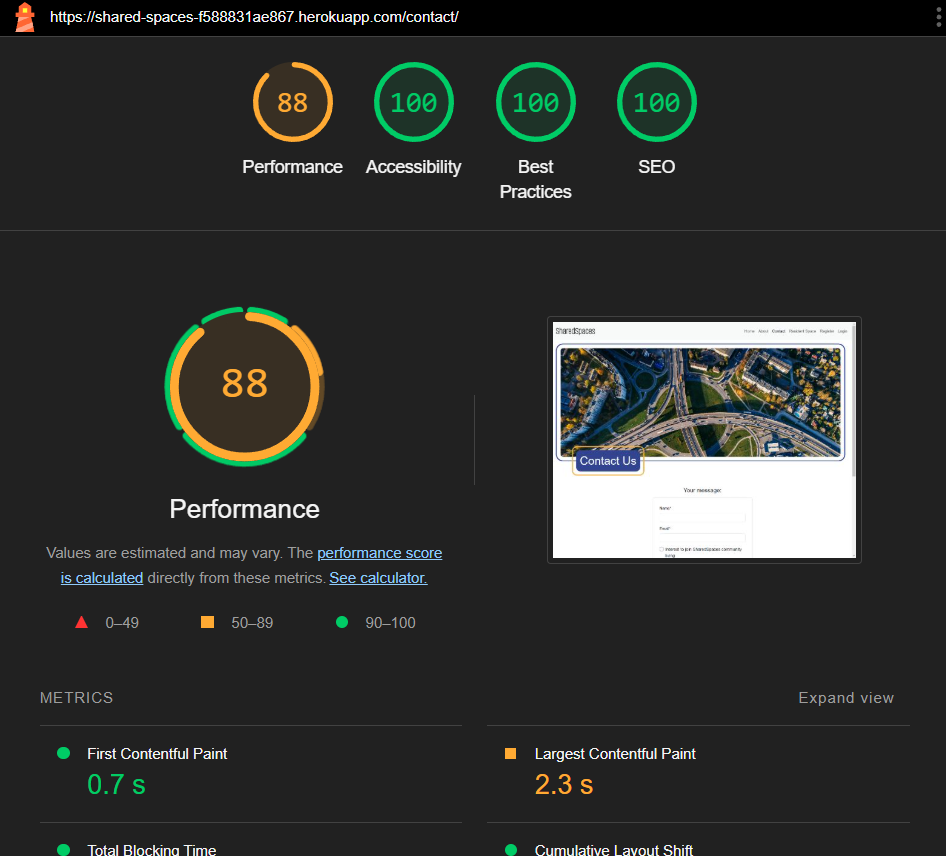 https://shared-spaces-f588831ae867.herokuapp.com/contact/
88
100
100
100
Performance
Accessibility
Best
Practices
SEO
88
Performance
Values are estimated and may vary. The performance score
is calculated directly from these metrics. See calculator.
0–49
50–89
90–100
SharedSpaces
Home About Contact Resident Space Register Login
Contact Us
Your message:
Name*
Email*
Interest to join SharedSpaces community
living
METRICS
Expand view
First Contentful Paint
0.7 s
Largest Contentful Paint
2.3 s
Total Blocking Time
Cumulative Layout Shift